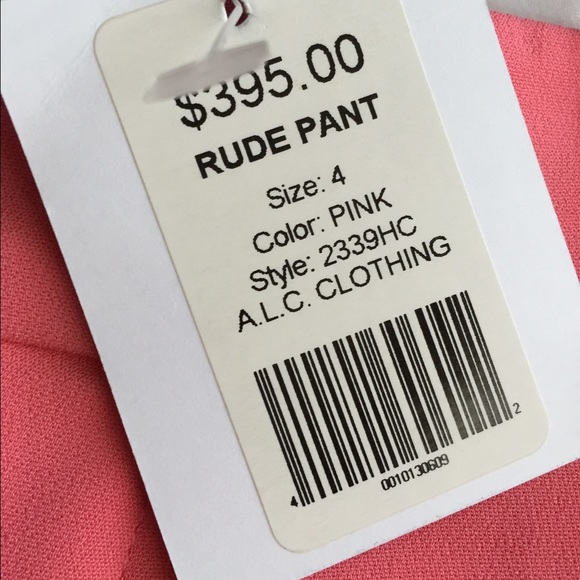 $395.00
RUDE PANT
Size: 4
Color: PINK
Style: 2339HC
A.L.C. CLOTHING
4 0010130609 2